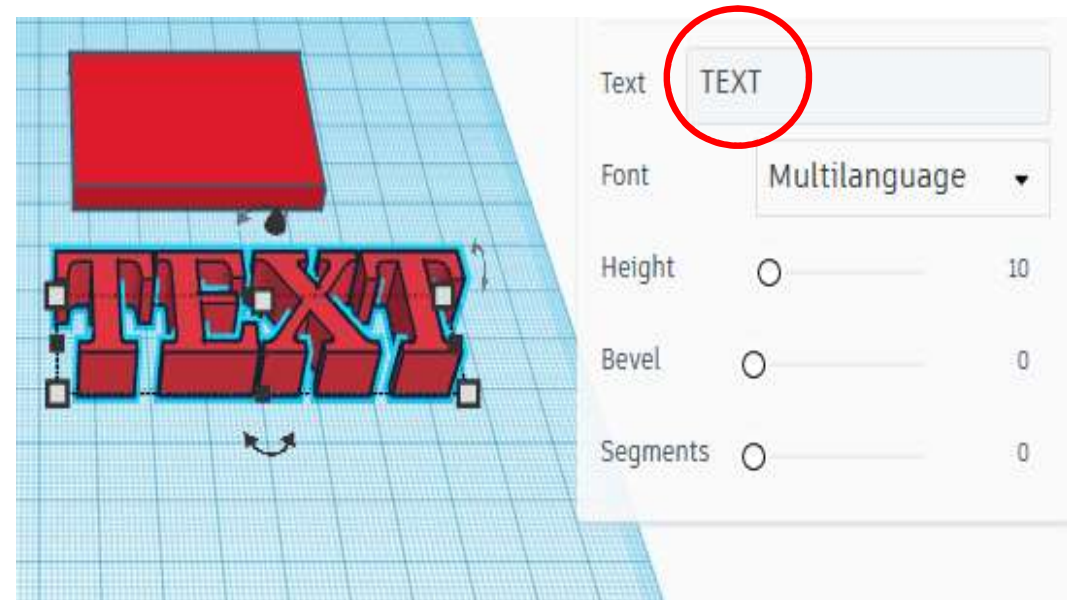 TEXT
Text TEXT
Font Multilanguage
Height 10
Bevel 0
Segments 0